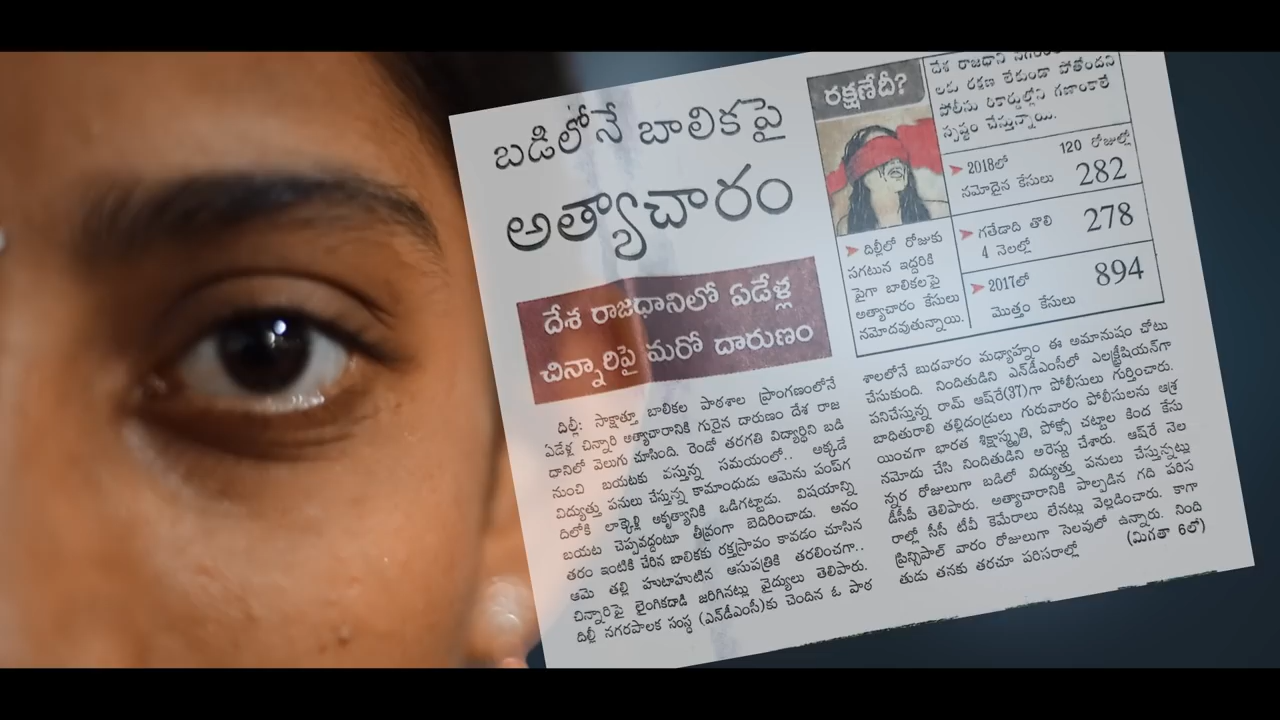 బడిలోనే బాలికపై
అత్యాచారం
దేశ రాజధానిలో ఏడేళ్ల
చిన్నారిపై మరో దారుణం
ఢిల్లీ: సాక్షాత్తూ బాలికల పాఠశాల ప్రాంగణంలోనే
ఏడేళ్ల చిన్నారి అత్యాచారానికి గురైన దారుణం దేశ రాజ
ధానిలో వెలుగు చూసింది. రెండో తరగతి విద్యార్థిని బడి
నుంచి బయటకు వస్తున్న సమయంలో.. అక్కడే
విద్యుత్తు పనులు చేస్తున్న కామాంధుడు ఆమెను పంప్‌గ
దిలోకి లాక్కెళ్లి అకృత్యానికి ఒడిగట్టాడు. విషయాన్ని
బయట చెప్పవద్దంటూ తీవ్రంగా బెదిరించాడు. అనం
తరం ఇంటికి చేరిన బాలికకు రక్తస్రావం కావడం చూసిన
ఆమె తల్లి హుటాహుటిన ఆసుపత్రికి తరలించగా..
చిన్నారిపై లైంగికదాడి జరిగినట్లు వైద్యులు తెలిపారు.
దిల్లీ నగరపాలక సంస్థ (ఎన్‌డీఎంసీ)కు చెందిన ఓ పాఠ
రక్షణేదీ?
దేశ రాజధాని
లకు రక్షణ లేకుండా పోతోందని
పోలీసు రికార్డుల్లోని గణాంకాలే
స్పష్టం చేస్తున్నాయి.
2018లో 120 రోజుల్లో
నమోదైన కేసులు 282
గతేడాది తొలి 278
4 నెలల్లో
2017లో 894
మొత్తం కేసులు
దిల్లీలో రోజుకు
సగటున ఇద్దరికి
పైగా బాలికలపై
అత్యాచారం కేసులు
నమోదవుతున్నాయి.
శాలలోనే బుధవారం మధ్యాహ్నం ఈ అమానుషం చోటు
చేసుకుంది. నిందితుడిని ఎన్‌డీఎంసీలో ఎలక్ట్రీషియన్‌గా
పనిచేస్తున్న రామ్ ఆష్‌రే(37)గా పోలీసులు గుర్తించారు.
బాధితురాలి తల్లిదండ్రులు గురువారం పోలీసులను ఆశ్ర
యించగా భారత శిక్షాస్మృతి, పోక్సో చట్టాల కింద కేసు
నమోదు చేసి నిందితుడిని అరెస్టు చేశారు. ఆష్‌రే నెల
న్నర రోజులుగా బడిలో విద్యుత్తు పనులు చేస్తున్నట్లు
డీసీపీ తెలిపారు. అత్యాచారానికి పాల్పడిన గది పరిస
రాల్లో సీసీ టీవీ కెమేరాలు లేనట్లు వెల్లడించారు. కాగా
ప్రిన్సిపాల్ వారం రోజులుగా సెలవులో ఉన్నారు. నింది
తుడు తనకు తరచూ పరిసరాల్లో (మిగతా 6లో)